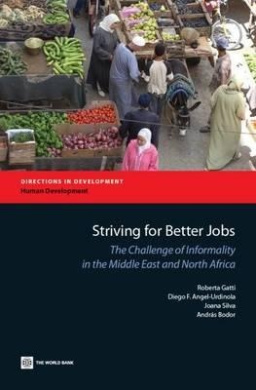 DIRECTIONS IN DEVELOPMENT
Human Development
Striving for Better Jobs
The Challenge of Informality
in the Middle East and North Africa
Roberta Gatti
Diego F. Angel-Urdinola
Joana Silva
András Bodor
THE WORLD BANK